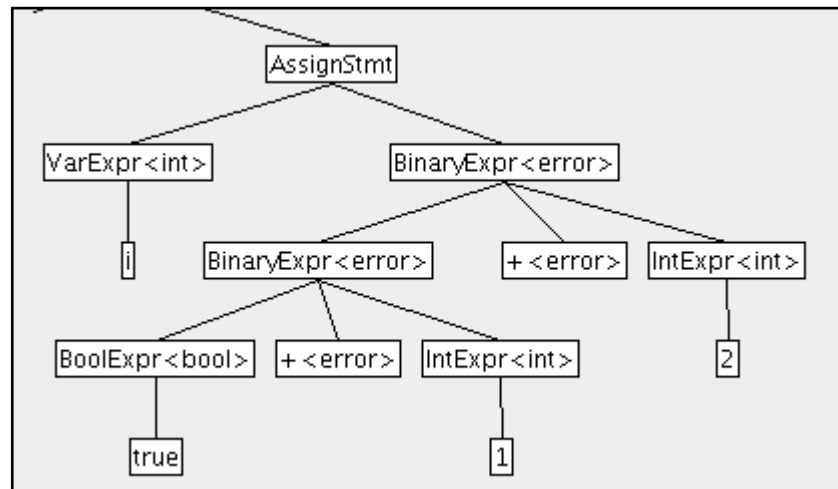 AssignStmt
VarExpr<int> BinaryExpr<error>
i BinaryExpr<error> +<error> IntExpr<int>
BoolExpr<bool> +<error> IntExpr<int> 2
true 1